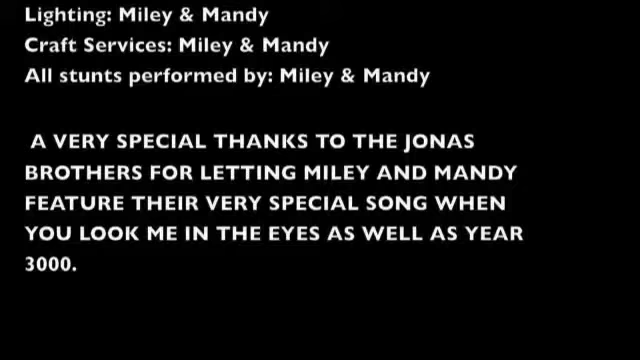 Lighting: Miley & Mandy
Craft Services: Miley & Mandy
All stunts performed by: Miley & Mandy
A VERY SPECIAL THANKS TO THE JONAS
BROTHERS FOR LETTING MILEY AND MANDY
FEATURE THEIR VERY SPECIAL SONG WHEN
YOU LOOK ME IN THE EYES AS WELL AS YEAR
3000.